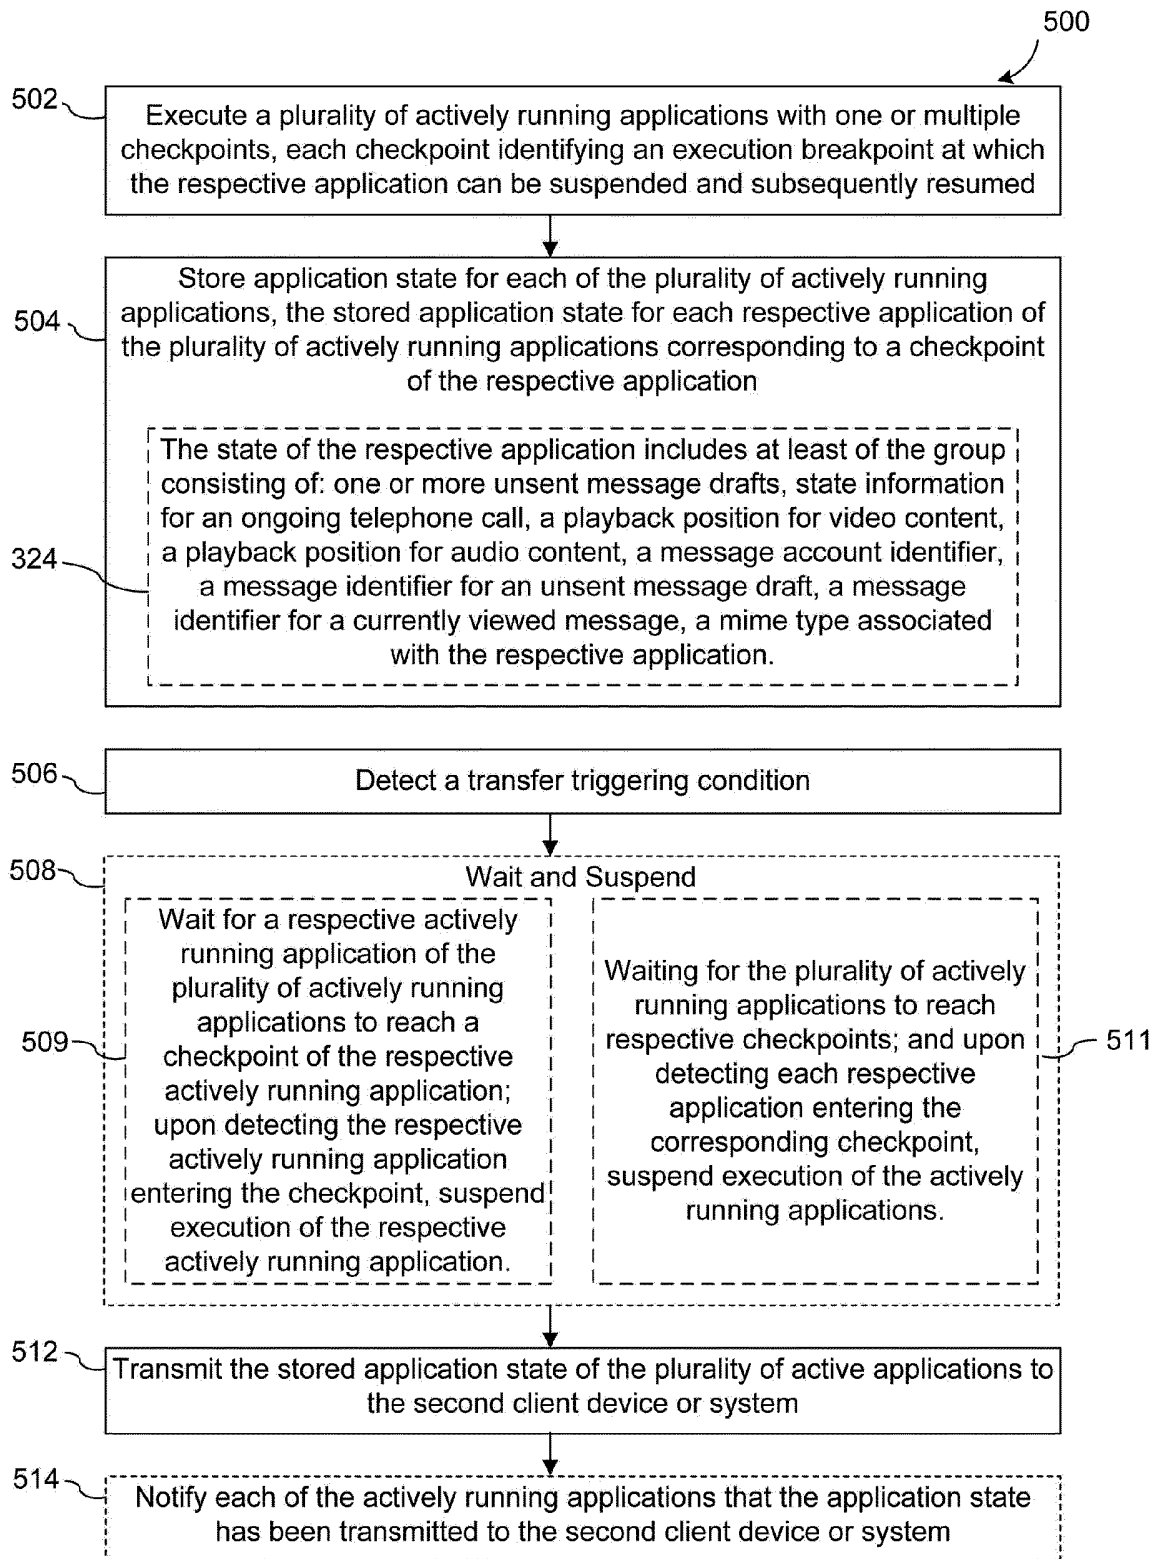 500
502
Execute a plurality of actively running applications with one or multiple
checkpoints, each checkpoint identifying an execution breakpoint at which
the respective application can be suspended and subsequently resumed
504
Store application state for each of the plurality of actively running
applications, the stored application state for each respective application of
the plurality of actively running applications corresponding to a checkpoint
of the respective application
324
The state of the respective application includes at least of the group
consisting of: one or more unsent message drafts, state information
for an ongoing telephone call, a playback position for video content,
a playback position for audio content, a message account identifier,
a message identifier for an unsent message draft, a message
identifier for a currently viewed message, a mime type associated
with the respective application.
506
Detect a transfer triggering condition
508
Wait and Suspend
509
Wait for a respective actively
running application of the
plurality of actively running
applications to reach a
checkpoint of the respective
actively running application;
upon detecting the respective
actively running application
entering the checkpoint, suspend
execution of the respective
actively running application.
Waiting for the plurality of actively
running applications to reach
respective checkpoints; and upon
detecting each respective
application entering the
corresponding checkpoint,
suspend execution of the actively
running applications.
511
512
Transmit the stored application state of the plurality of active applications to
the second client device or system
514
Notify each of the actively running applications that the application state
has been transmitted to the second client device or system